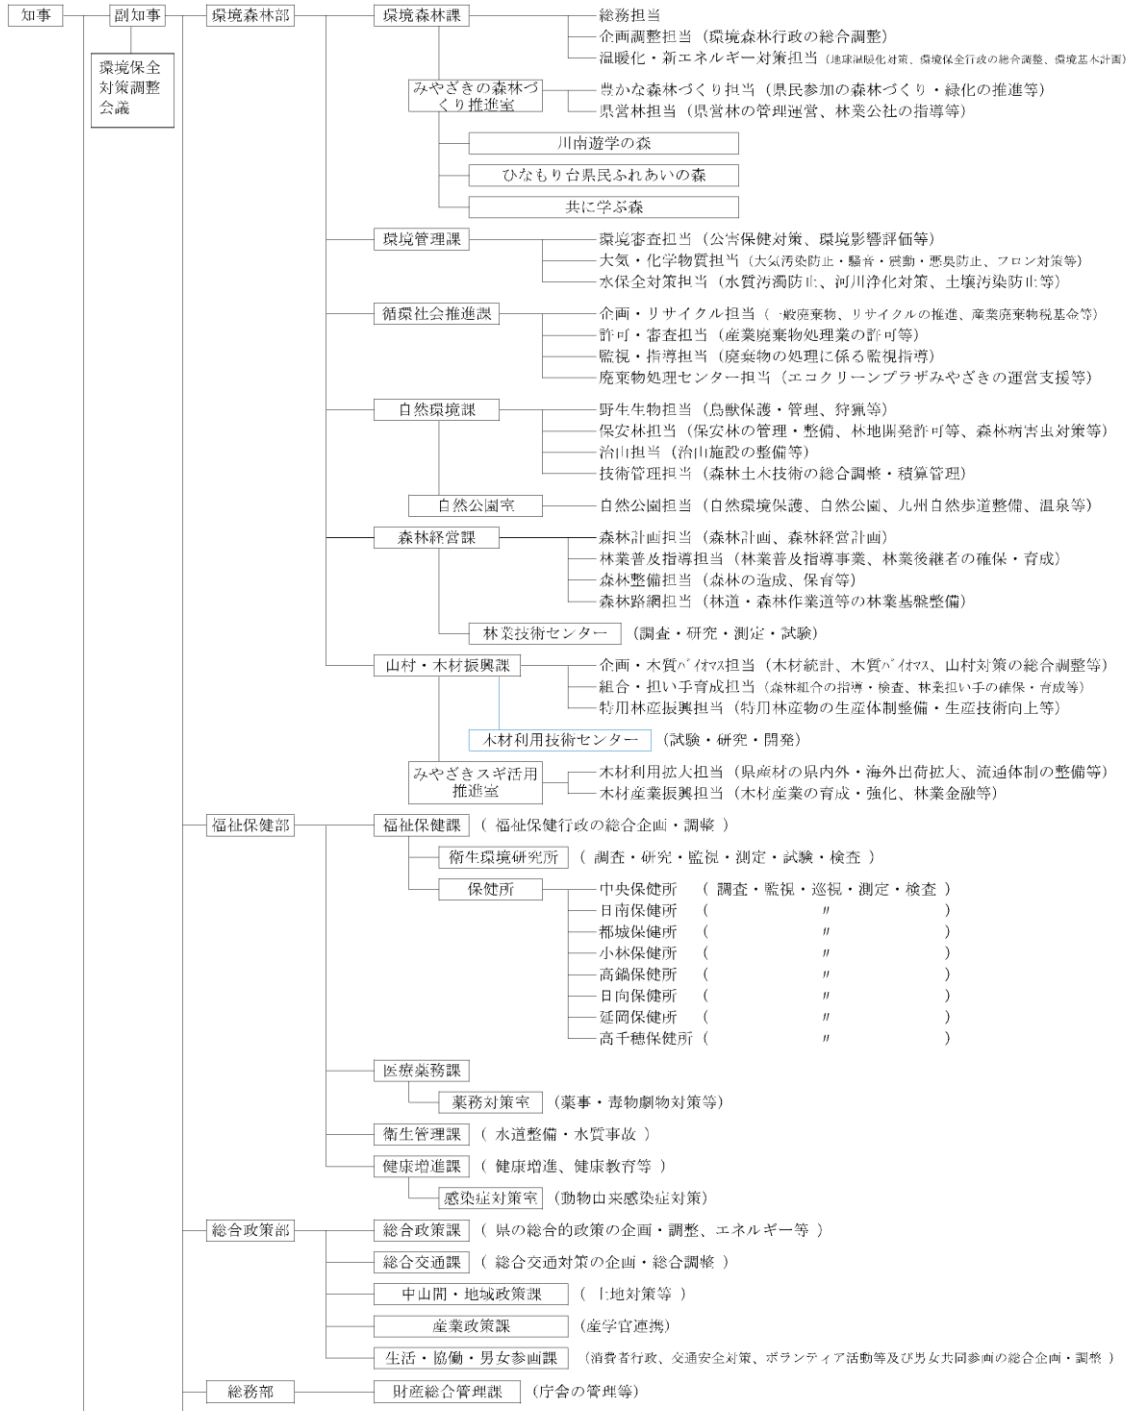 知事 副知事 環境森林部 環境森林課 総務担当
企画調整担当（環境森林行政の総合調整）
環境保全
対策調整
会議
温暖化・新エネルギー対策担当（地球温暖化対策、環境保全行政の総合調整、環境基本計画）
みやざきの森林づ
くり推進室
豊かな森林づくり担当（県民参加の森林づくり・緑化の推進等）
県営林担当（県営林の管理運営、林業公社の指導等）
川南遊学の森
ひなもり台県民ふれあいの森
共に学ぶ森
環境管理課 環境審査担当（公害保健対策、環境影響評価等）
大気・化学物質担当（大気汚染防止・騒音・震動・悪臭防止、フロン対策等）
水保全対策担当（水質汚濁防止、河川浄化対策、土壌汚染防止等）
循環社会推進課 企画・リサイクル担当（一般廃棄物、リサイクルの推進、産業廃棄物税基金等）
許可・審査担当（産業廃棄物処理業の許可等）
監視・指導担当（廃棄物の処理に係る監視指導）
廃棄物処理センター担当（エコクリーンプラザみやざきの運営支援等）
自然環境課 野生生物担当（鳥獣保護・管理、狩猟等）
保安林担当（保安林の管理・整備、林地開発許可等、森林病害虫対策等）
治山担当（治山施設の整備等）
技術管理担当（森林土木技術の総合調整・積算管理）
自然公園室 自然公園担当（自然環境保護、自然公園、九州自然歩道整備、温泉等）
森林経営課 森林計画担当（森林計画、森林経営計画）
林業普及指導担当（林業普及指導事業、林業後継者の確保・育成）
森林整備担当（森林の造成、保育等）
森林路網担当（林道・森林作業道等の林業基盤整備）
林業技術センター（調査・研究・測定・試験）
山村・木材振興課 企画・木質ﾊﾞｲｵﾏｽ担当（木材統計、木質ﾊﾞｲｵﾏｽ、山村対策の総合調整等）
組合・担い手育成担当（森林組合の指導・検査、林業担い手の確保・育成等）
特用林産振興担当（特用林産物の生産体制整備・生産技術向上等）
木材利用技術センター（試験・研究・開発）
みやざきスギ活用
推進室
木材利用拡大担当（県産材の県内外・海外出荷拡大、流通体制の整備等）
木材産業振興担当（木材産業の育成・強化、林業金融等）
福祉保健部 福祉保健課（ 福祉保健行政の総合企画・調整 ）
衛生環境研究所（ 調査・研究・監視・測定・試験・検査 ）
保健所 中央保健所（ 調査・監視・巡視・測定・検査 ）
日南保健所（ 〃 ）
都城保健所（ 〃 ）
小林保健所（ 〃 ）
高鍋保健所（ 〃 ）
日向保健所（ 〃 ）
延岡保健所（ 〃 ）
高千穂保健所（ 〃 ）
医療薬務課
薬務対策室（薬事・毒物劇物対策等）
衛生管理課（ 水道整備・水質事故 ）
健康増進課（ 健康増進、健康教育等 ）
感染症対策室（動物由来感染症対策）
総合政策部 総合政策課（ 県の総合的政策の企画・調整、エネルギー等 ）
総合交通課（ 総合交通対策の企画・総合調整 ）
中山間・地域政策課（ 土地対策等 ）
産業政策課（産学官連携）
生活・協働・男女参画課（消費者行政、交通安全対策、ボランティア活動等及び男女共同参画の総合企画・調整 ）
総務部 財産総合管理課（庁舎の管理等）